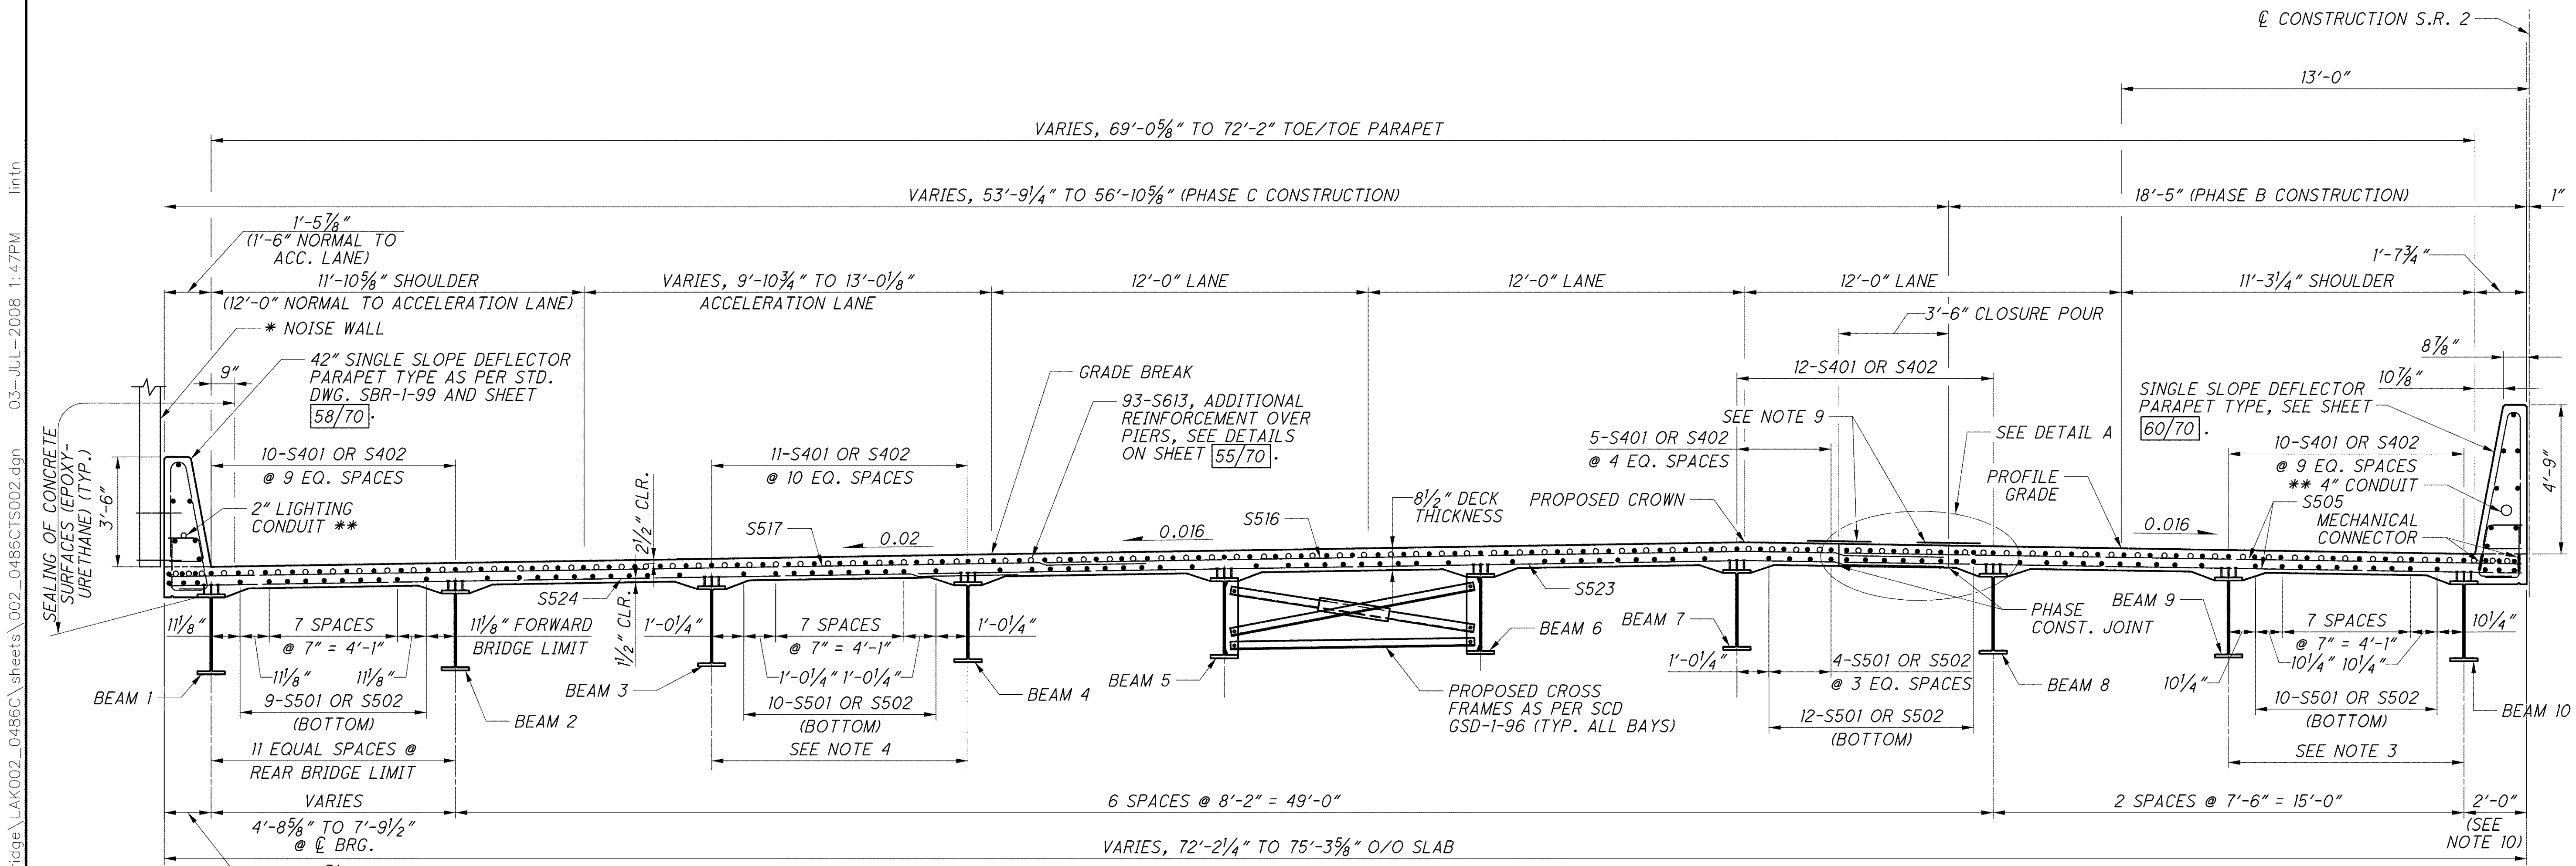 ℄ CONSTRUCTION S.R. 2
13'-0"
VARIES, 69'-0⅝" TO 72'-2" TOE/TOE PARAPET
VARIES, 53'-9¼" TO 56'-10⅝" (PHASE C CONSTRUCTION)
18'-5" (PHASE B CONSTRUCTION)
1"
1'-5⅞"
(1'-6" NORMAL TO
ACC. LANE)
11'-10⅝" SHOULDER
(12'-0" NORMAL TO ACCELERATION LANE)
VARIES, 9'-10¾" TO 13'-0⅛"
ACCELERATION LANE
12'-0" LANE
12'-0" LANE
12'-0" LANE
11'-3¼" SHOULDER
1'-7¾"
* NOISE WALL
3'-6" CLOSURE POUR
42" SINGLE SLOPE DEFLECTOR
PARAPET TYPE AS PER STD.
DWG. SBR-1-99 AND SHEET
58/70.
9"
GRADE BREAK
93-S613, ADDITIONAL
REINFORCEMENT OVER
PIERS, SEE DETAILS
ON SHEET 55/70.
12-S401 OR S402
SEE NOTE 9
SEE DETAIL A
8⅞"
10⅞"
SINGLE SLOPE DEFLECTOR
PARAPET TYPE, SEE SHEET
60/70.
4'-9"
SEALING OF CONCRETE
SURFACES (EPOXY-
URETHANE) (TYP.)
3'-6"
10-S401 OR S402
@ 9 EQ. SPACES
2" LIGHTING
CONDUIT **
11-S401 OR S402
@ 10 EQ. SPACES
5-S401 OR S402
@ 4 EQ. SPACES
10-S401 OR S402
@ 9 EQ. SPACES
** 4" CONDUIT
S505
MECHANICAL
CONNECTOR
PROFILE
GRADE
PROPOSED CROWN
8½" DECK
THICKNESS
2½" CLR.
1½" CLR.
S517
0.02
0.016
S516
0.016
S524
S523
PHASE
CONST. JOINT
11⅛"
7 SPACES
@ 7" = 4'-1"
11⅛" FORWARD
BRIDGE LIMIT
11⅛"
11⅛"
1'-0¼"
7 SPACES
@ 7" = 4'-1"
1'-0¼"
1'-0¼"
1'-0¼"
1'-0¼"
4-S501 OR S502
@ 3 EQ. SPACES
7 SPACES
@ 7" = 4'-1"
10¼"
10¼"
10¼"
10¼"
BEAM 1
BEAM 2
BEAM 3
BEAM 4
BEAM 5
BEAM 6
BEAM 7
BEAM 8
BEAM 9
BEAM 10
9-S501 OR S502
(BOTTOM)
10-S501 OR S502
(BOTTOM)
PROPOSED CROSS
FRAMES AS PER SCD
GSD-1-96 (TYP. ALL BAYS)
12-S501 OR S502
(BOTTOM)
10-S501 OR S502
(BOTTOM)
11 EQUAL SPACES @
REAR BRIDGE LIMIT
SEE NOTE 4
SEE NOTE 3
VARIES
4'-8⅝" TO 7'-9½"
@ ℄ BRG.
6 SPACES @ 8'-2" = 49'-0"
2 SPACES @ 7'-6" = 15'-0"
2'-0"
(SEE
NOTE 10)
VARIES, 72'-2¼" TO 75'-3⅝" O/O SLAB
ridge\LAK002_0486C\sheets\002_0486CTS002.dgn 03-JUL-2008 1:47PM lintn